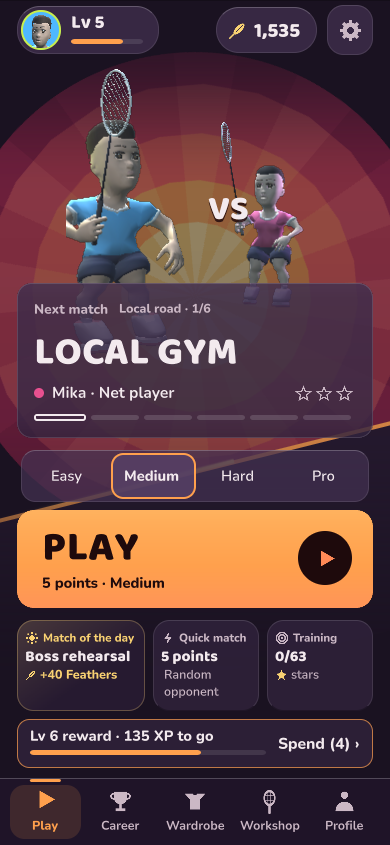 Lv 5
1,535
VS
Next match Local road · 1/6
LOCAL GYM
Mika · Net player
Easy Medium Hard Pro
PLAY
5 points · Medium
Match of the day
Boss rehearsal
+40 Feathers
Quick match
5 points
Random
opponent
Training
0/63
stars
Lv 6 reward · 135 XP to go
Spend (4) ›
Play Career Wardrobe Workshop Profile